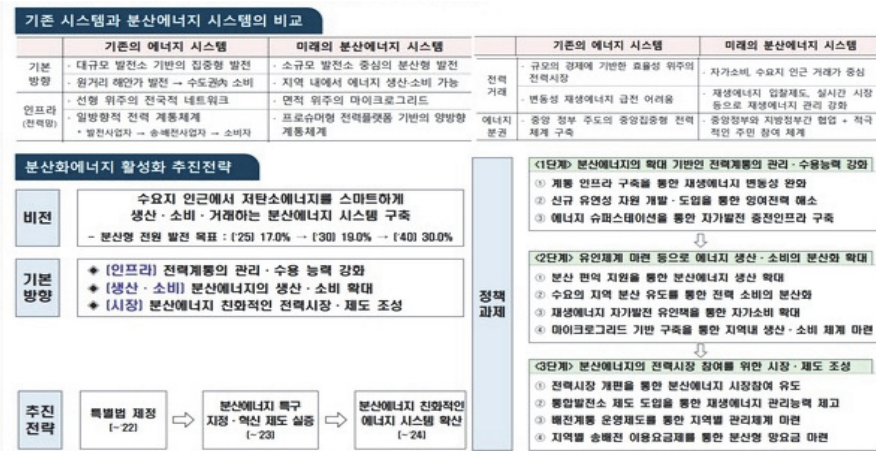 기존 시스템과 분산에너지 시스템의 비교
기존의 에너지 시스템
미래의 분산에너지 시스템
기본
방향
· 대규모 발전소 기반의 집중형 발전
· 소규모 발전소 중심의 분산형 발전
· 원거리 해안가 발전 → 수도권內 소비
· 지역 내에서 에너지 생산·소비 가능
인프라
(전력망)
· 선형 위주의 전국적 네트워크
· 면적 위주의 마이크로그리드
· 일방향적 전력 계통체계
* 발전사업자 → 송·배전사업자 → 소비자
· 프로슈머형 전력플랫폼 기반의 양방향
계통체계
기존의 에너지 시스템
미래의 분산에너지 시스템
전력
거래
· 규모의 경제에 기반한 효율성 위주의
전력시장
· 자가소비, 수요지 인근 거래가 중심
· 변동성 재생에너지 급전 어려움
· 재생에너지 입찰제도, 실시간 시장
등으로 재생에너지 관리 강화
에너지
분권
· 중앙 정부 주도의 중앙집중형 전력
체계 구축
· 중앙정부와 지방정부간 협업 + 적극
적인 주민 참여 체계
분산화에너지 활성화 추진전략
비전
수요지 인근에서 저탄소에너지를 스마트하게
생산·소비·거래하는 분산에너지 시스템 구축
- 분산형 전원 발전 목표 : ('25) 17.0% → ('30) 19.0% → ('40) 30.0%
기본
방향
◈ (인프라) 전력계통의 관리·수용 능력 강화
◈ (생산·소비) 분산에너지의 생산·소비 확대
◈ (시장) 분산에너지 친화적인 전력시장·제도 조성
추진
전략
특별법 제정
(~'22)
분산에너지 특구
지정·혁신 제도 실증
(~'23)
분산에너지 친화적인
에너지 시스템 확산
(~'24)
정책
과제
<1단계> 분산에너지의 확대 기반인 전력계통의 관리·수용능력 강화
① 계통 인프라 구축을 통한 재생에너지 변동성 완화
② 신규 유연성 자원 개발·도입을 통한 잉여전력 해소
③ 에너지 슈퍼스테이션을 통한 자가발전 충전인프라 구축
<2단계> 유인체계 마련 등으로 에너지 생산·소비의 분산화 확대
① 분산 편익 지원을 통한 분산에너지 생산 확대
② 수요의 지역 분산 유도를 통한 전력 소비의 분산화
③ 재생에너지 자가발전 유인책을 통한 자가소비 확대
④ 마이크로그리드 기반 구축을 통한 지역내 생산·소비 체계 마련
<3단계> 분산에너지의 전력시장 참여를 위한 시장·제도 조성
① 전력시장 개편을 통한 분산에너지 시장참여 유도
② 통합발전소 제도 도입을 통한 재생에너지 관리능력 제고
③ 배전계통 운영제도를 통한 지역별 관리체계 마련
④ 지역별 송배전 이용요금제를 통한 분산형 망요금 마련